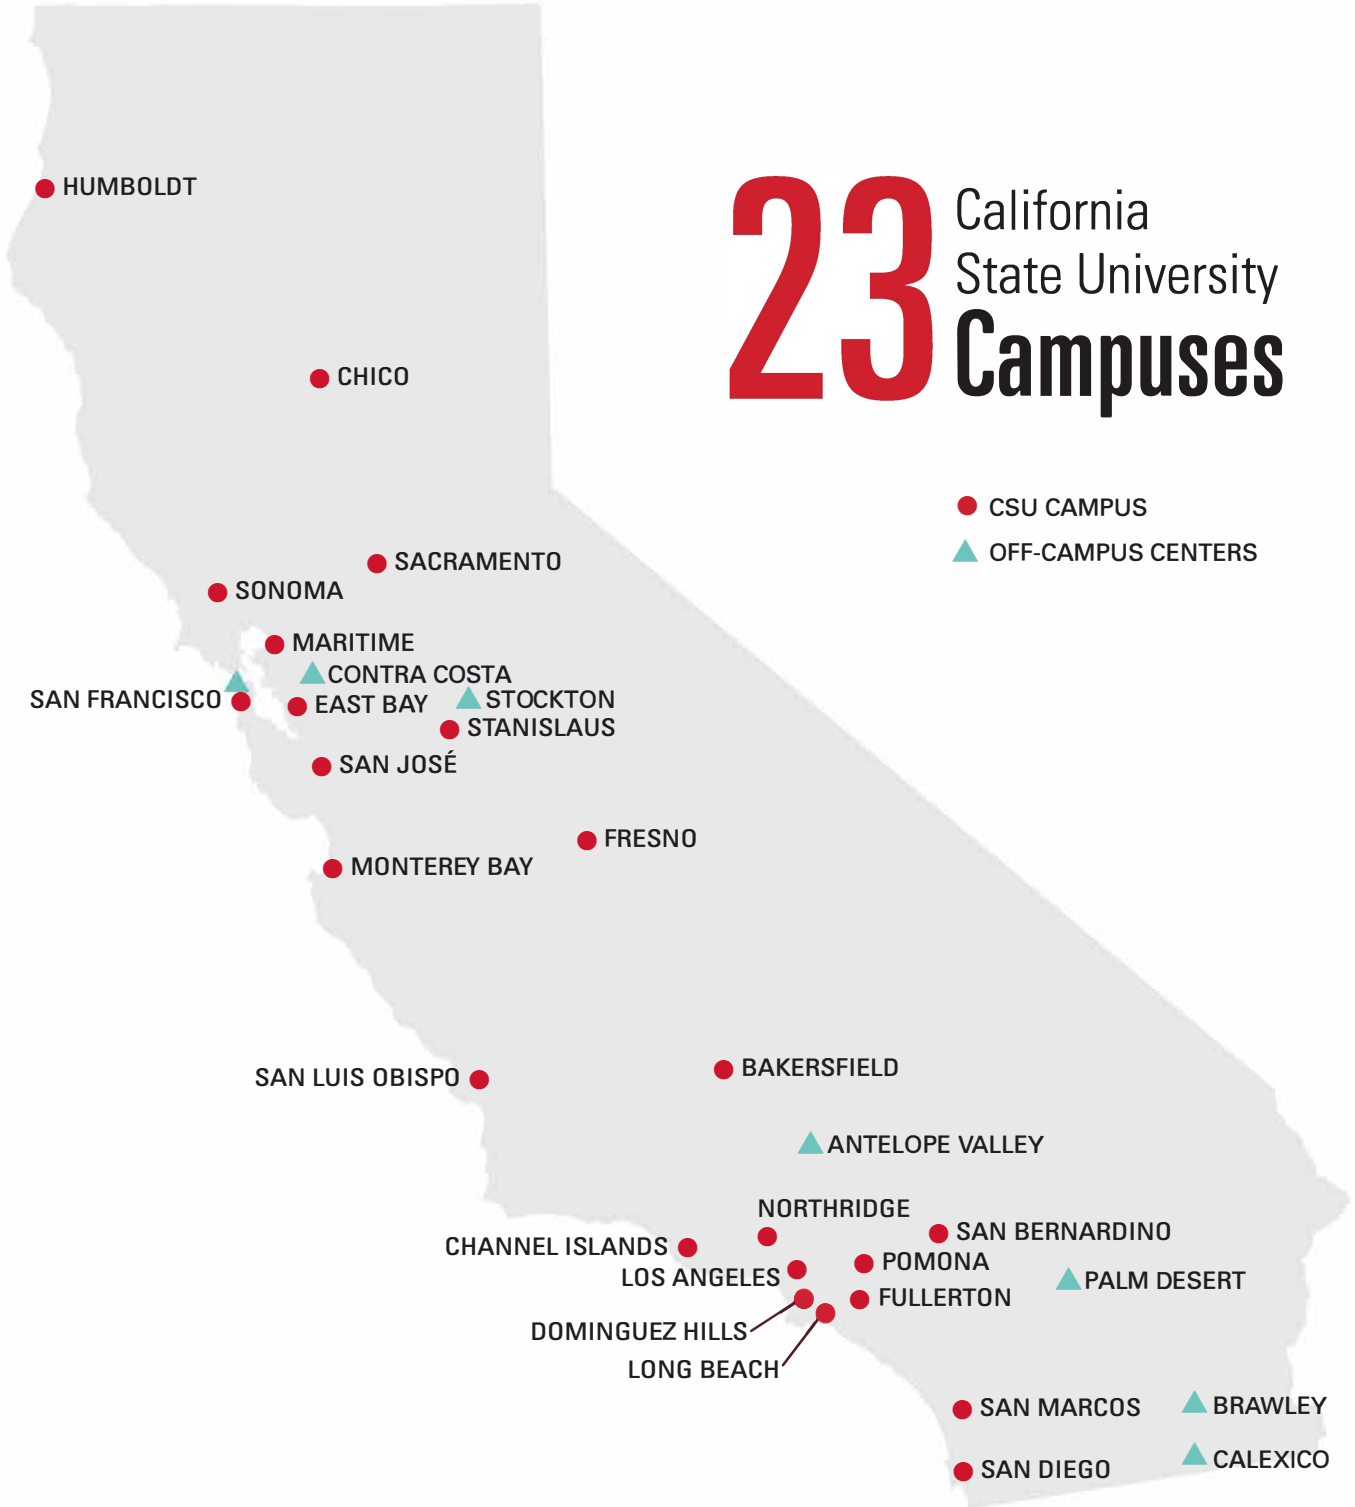 HUMBOLDT
23
California
State University
Campuses
CHICO
CSU CAMPUS
OFF-CAMPUS CENTERS
SACRAMENTO
SONOMA
MARITIME
CONTRA COSTA
SAN FRANCISCO
EAST BAY
STOCKTON
STANISLAUS
SAN JOSÉ
FRESNO
MONTEREY BAY
SAN LUIS OBISPO
BAKERSFIELD
ANTELOPE VALLEY
NORTHRIDGE
SAN BERNARDINO
CHANNEL ISLANDS
POMONA
LOS ANGELES
PALM DESERT
FULLERTON
DOMINGUEZ HILLS
LONG BEACH
SAN MARCOS
BRAWLEY
CALEXICO
SAN DIEGO